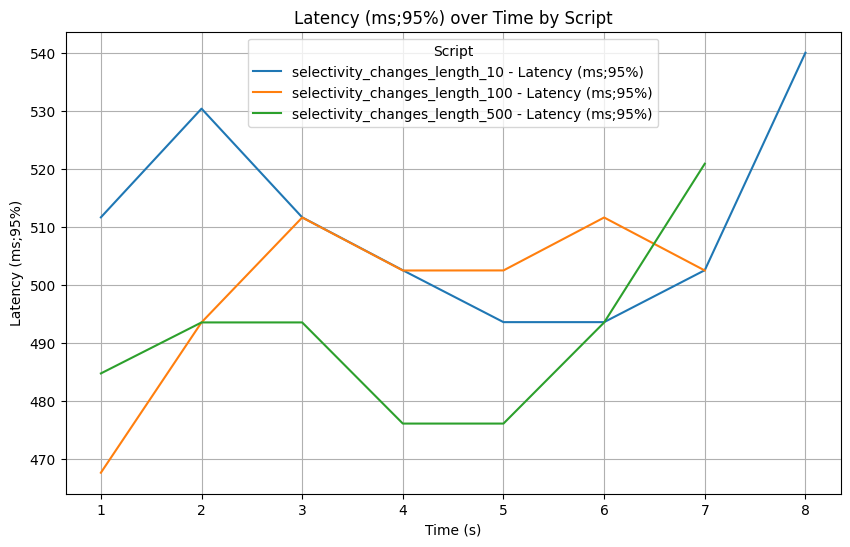 Latency (ms;95%) over Time by Script
Script
selectivity_changes_length_10 - Latency (ms;95%)
selectivity_changes_length_100 - Latency (ms;95%)
selectivity_changes_length_500 - Latency (ms;95%)
Latency (ms;95%)
540
530
520
510
500
490
480
470
1 2 3 4 5 6 7 8
Time (s)